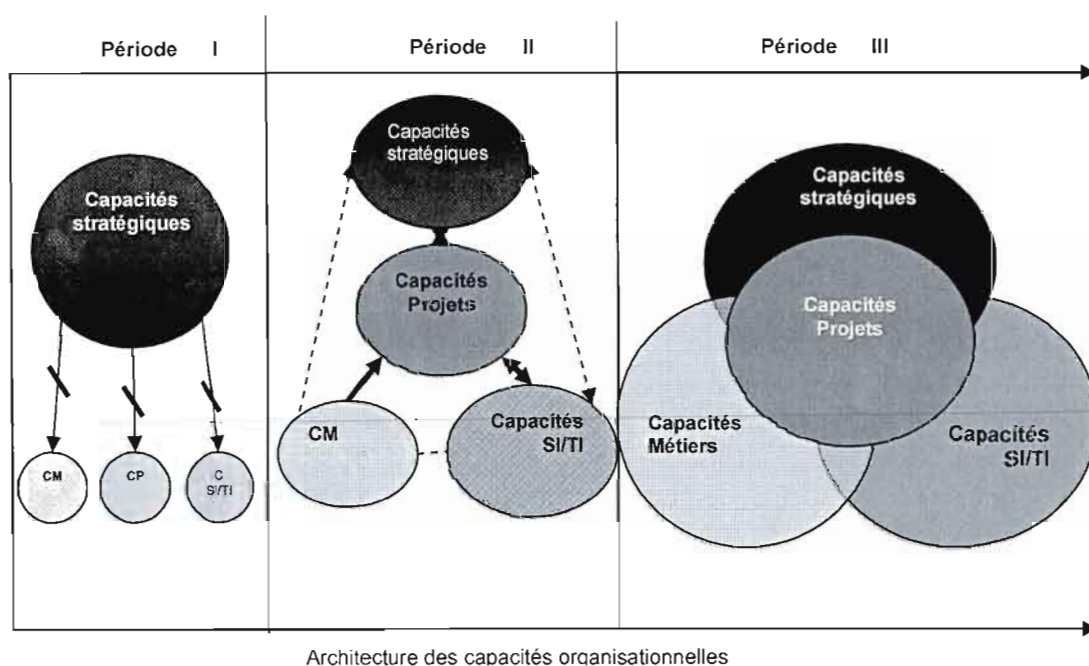 Période I
Période II
Période III
Capacités
stratégiques
CM
CP
C
SI/TI
Capacités
stratégiques
Capacités
Projets
CM
Capacités
SI/TI
Capacités
stratégiques
Capacités
Projets
Capacités
Métiers
Capacités
SI/TI
Architecture des capacités organisationnelles